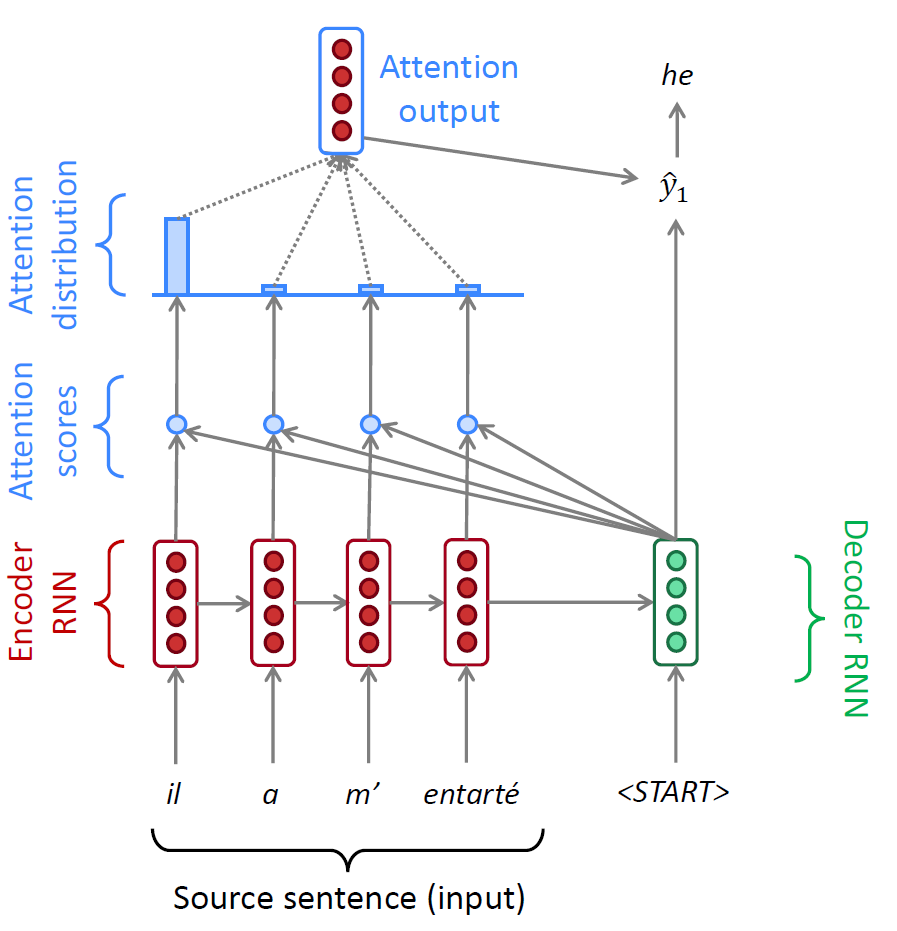 Attention
output
he
ŷ₁
Attention
distribution
Attention
scores
Encoder
RNN
Decoder RNN
il a m’ entarté <START>
Source sentence (input)